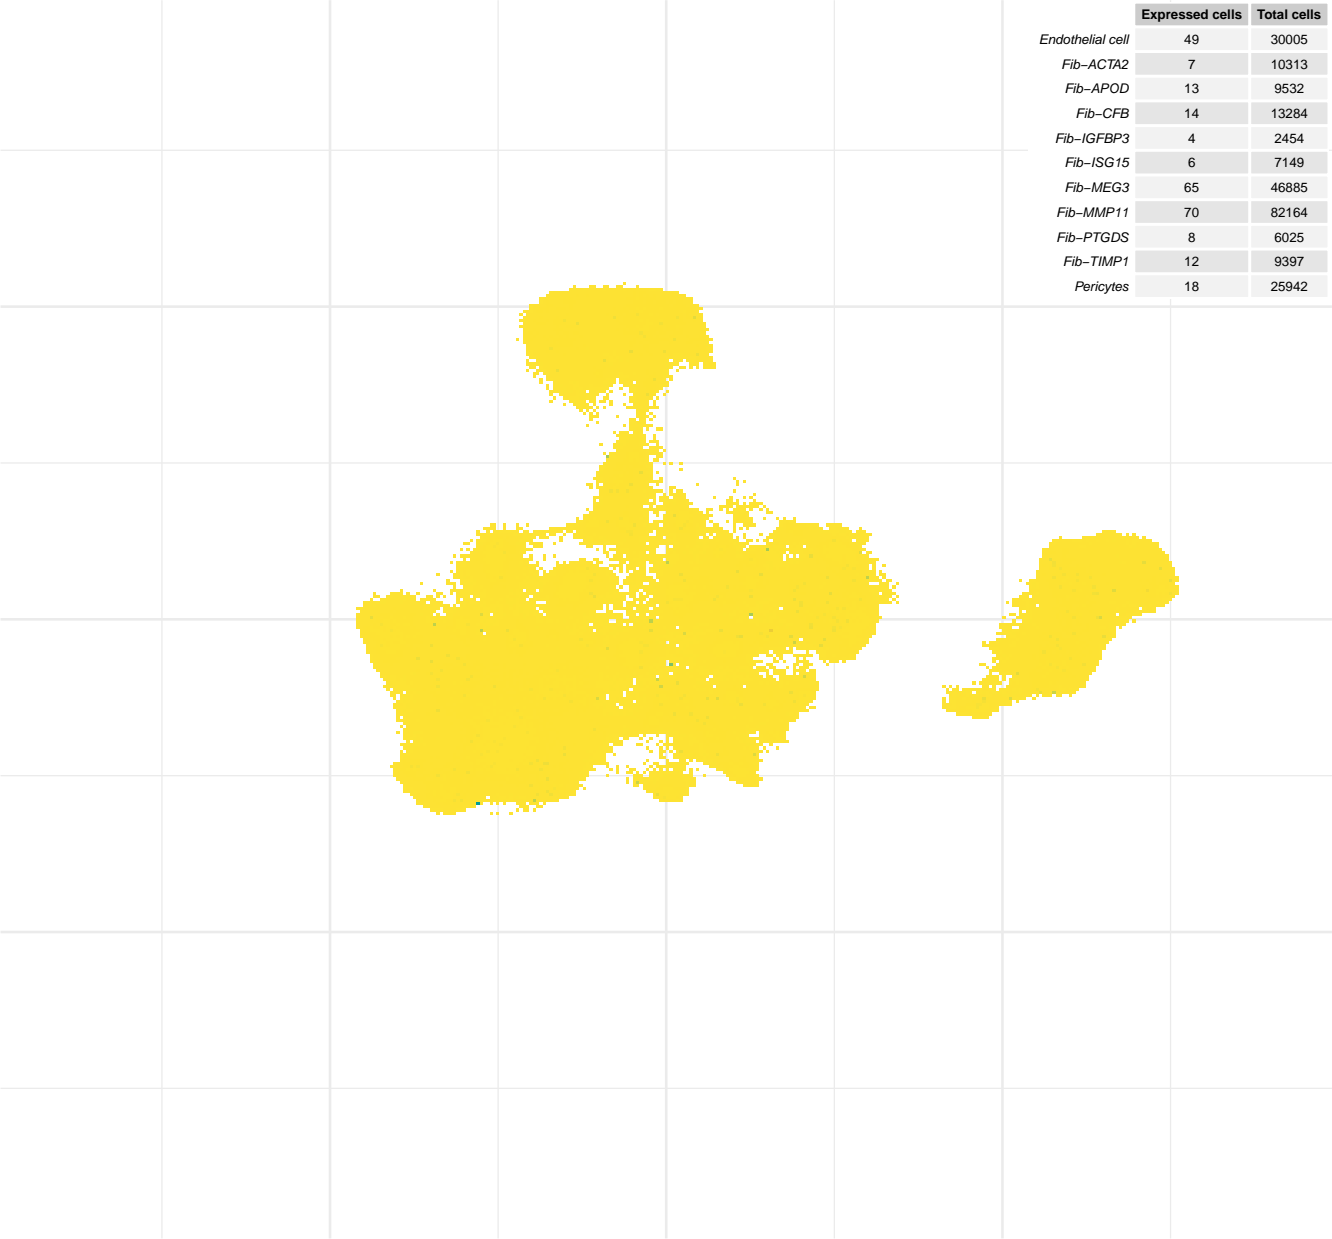 Expressed cells Total cells
Endothelial cell 49 30005
Fib−ACTA2 7 10313
Fib−APOD 13 9532
Fib−CFB 14 13284
Fib−IGFBP3 4 2454
Fib−ISG15 6 7149
Fib−MEG3 65 46885
Fib−MMP11 70 82164
Fib−PTGDS 8 6025
Fib−TIMP1 12 9397
Pericytes 18 25942